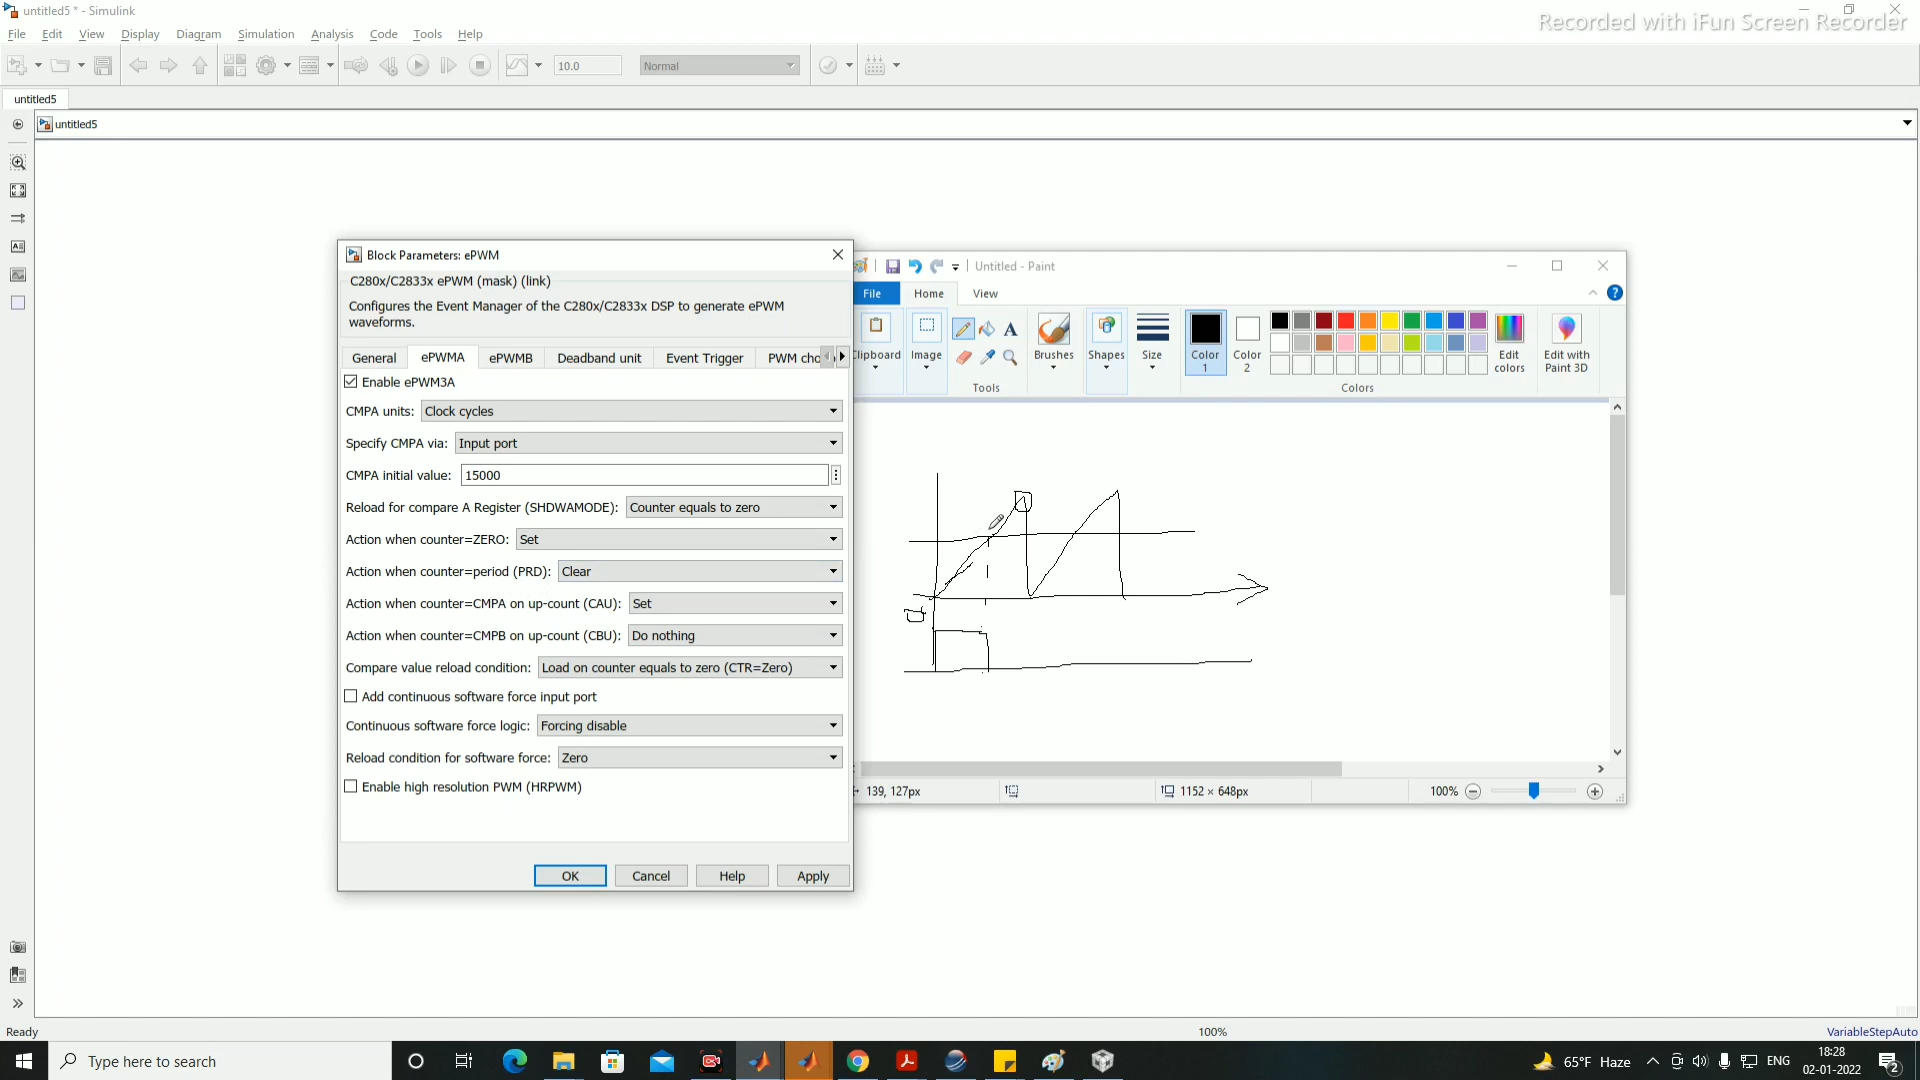 untitled5 * - Simulink
Recorded with iFun Screen Recorder
File Edit View Display Diagram Simulation Analysis Code Tools Help
10.0 Normal
untitled5
untitled5
Block Parameters: ePWM
C280x/C2833x ePWM (mask) (link)
Configures the Event Manager of the C280x/C2833x DSP to generate ePWM
waveforms.
General ePWMA ePWMB Deadband unit Event Trigger PWM cho
Enable ePWM3A
CMPA units: Clock cycles
Specify CMPA via: Input port
CMPA initial value: 15000
Reload for compare A Register (SHDWAMODE): Counter equals to zero
Action when counter=ZERO: Set
Action when counter=period (PRD): Clear
Action when counter=CMPA on up-count (CAU): Set
Action when counter=CMPB on up-count (CBU): Do nothing
Compare value reload condition: Load on counter equals to zero (CTR=Zero)
Add continuous software force input port
Continuous software force logic: Forcing disable
Reload condition for software force: Zero
Enable high resolution PWM (HRPWM)
OK Cancel Help Apply
Untitled - Paint
File Home View
Clipboard Image Tools Brushes Shapes Size Color 1 Color 2 Colors Edit colors Edit with Paint 3D
139, 127px 1152 × 648px 100%
Ready 100% VariableStepAuto
Type here to search
65°F Haze ENG 18:28
02-01-2022 2